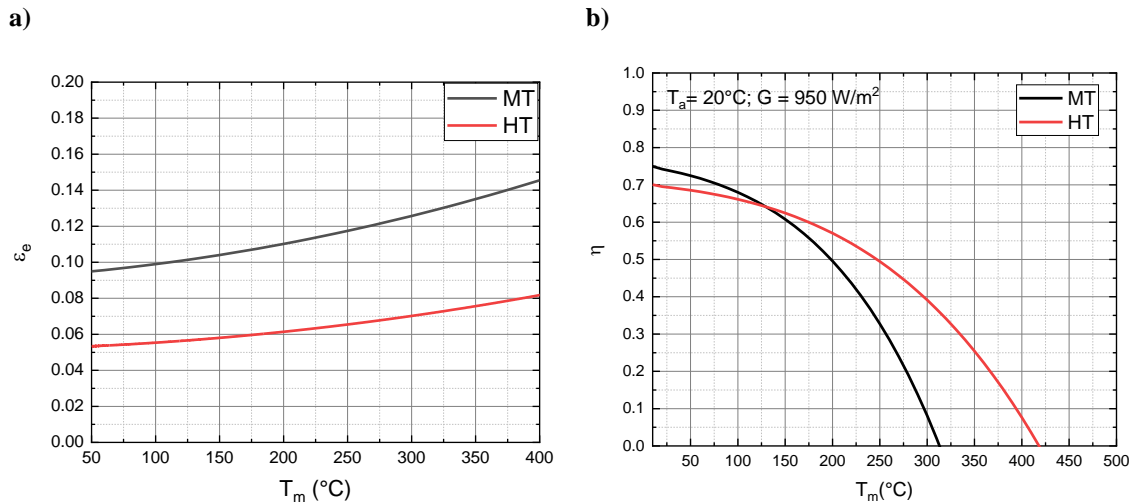 a)
0.20
0.18
0.16
0.14
0.12
0.10
0.08
0.06
0.04
0.02
0.00
εe
50 100 150 200 250 300 350 400
Tm (°C)
MT
HT
b)
1.0
0.9
0.8
0.7
0.6
0.5
0.4
0.3
0.2
0.1
0.0
η
Ta= 20°C; G = 950 W/m²
MT
HT
50 100 150 200 250 300 350 400 450 500
Tm(°C)